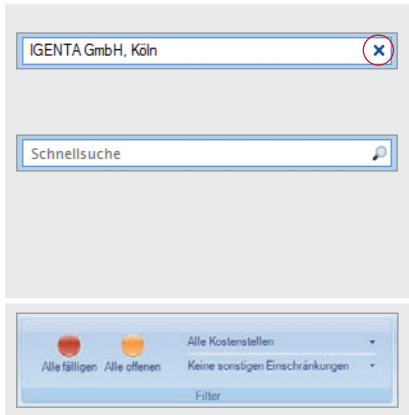 IGENTA GmbH, Köln
Schnellsuche
Alle fälligen Alle offenen
Alle Kostenstellen
Keine sonstigen Einschränkungen
Filter